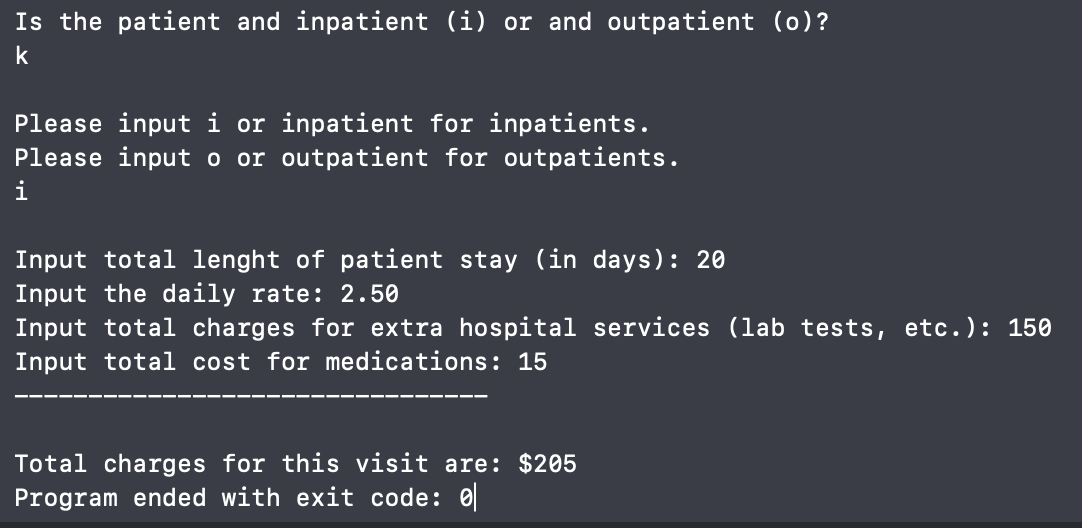 Is the patient and inpatient (i) or and outpatient (o)?
k
Please input i or inpatient for inpatients.
Please input o or outpatient for outpatients.
i
Input total lenght of patient stay (in days): 20
Input the daily rate: 2.50
Input total charges for extra hospital services (lab tests, etc.): 150
Input total cost for medications: 15
--------------------------------
Total charges for this visit are: $205
Program ended with exit code: 0